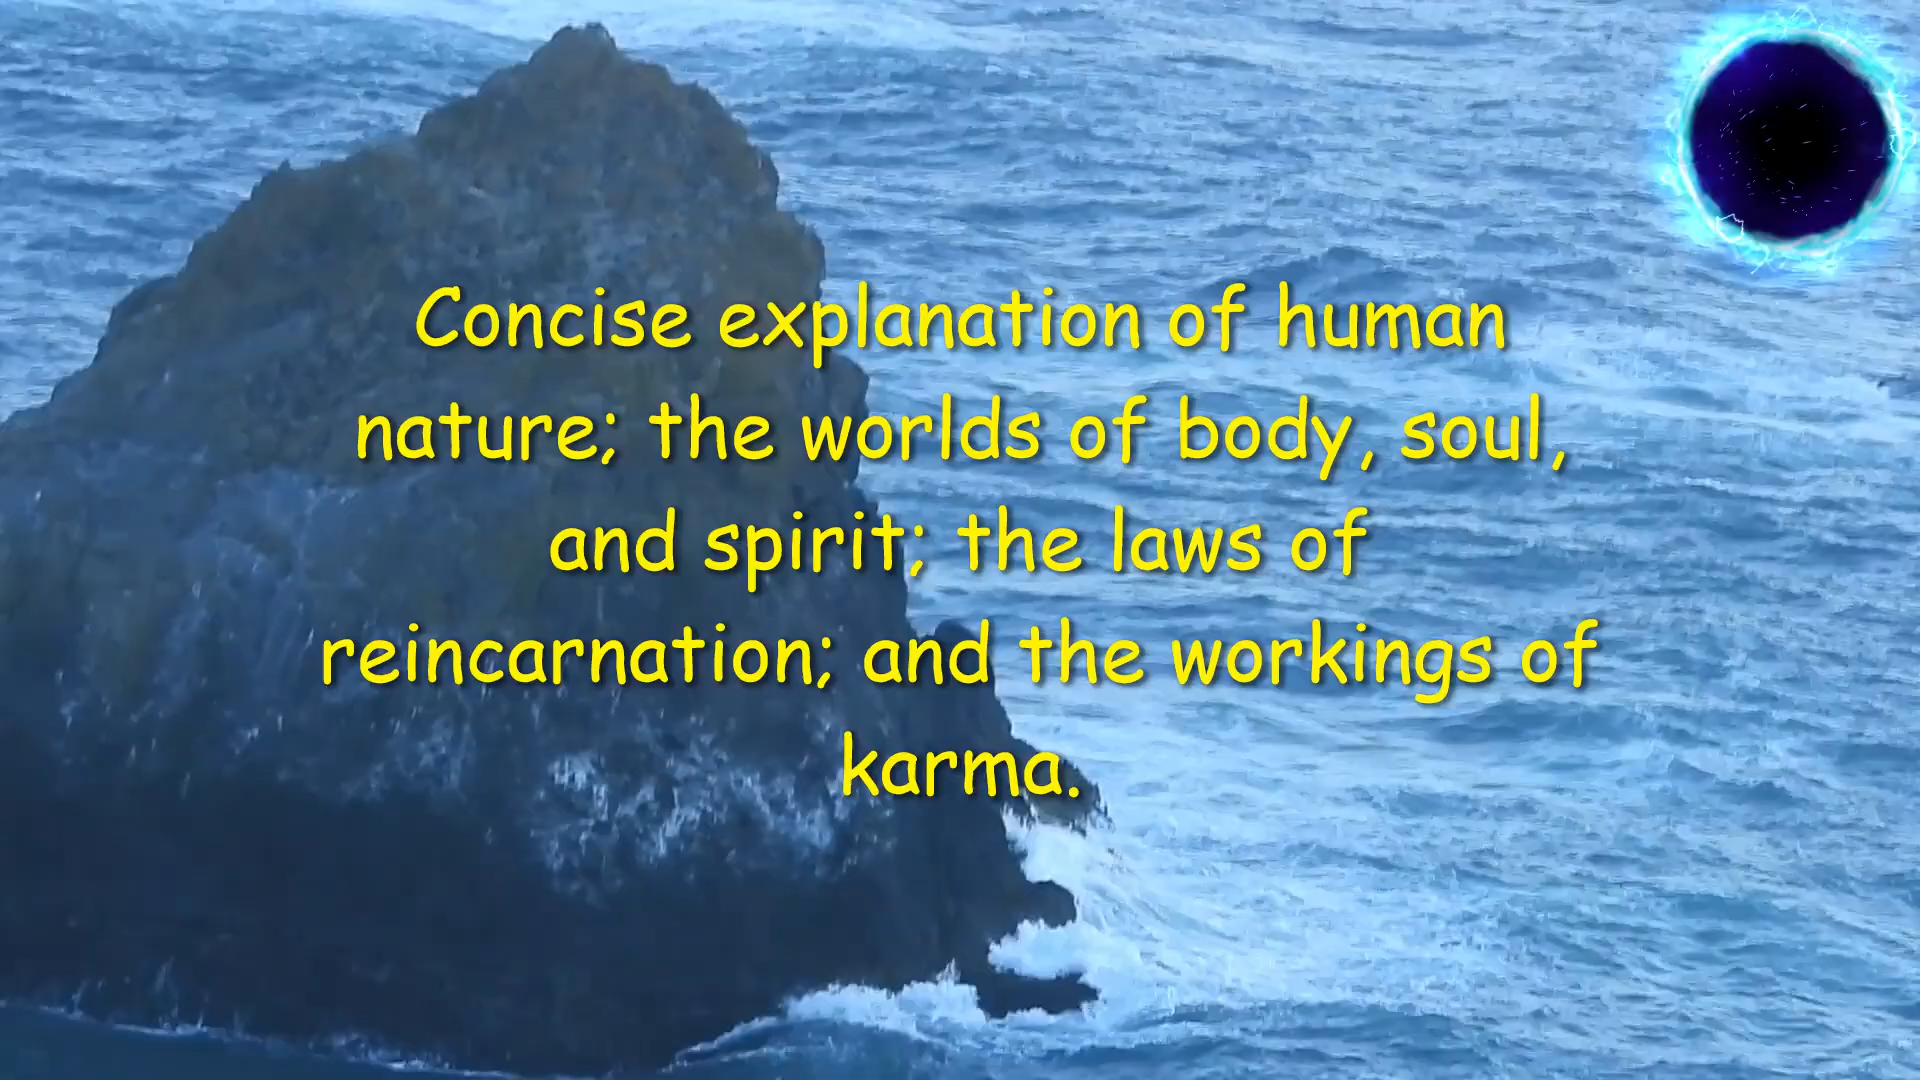 Concise explanation of human
nature; the worlds of body, soul,
and spirit; the laws of
reincarnation; and the workings of
karma.